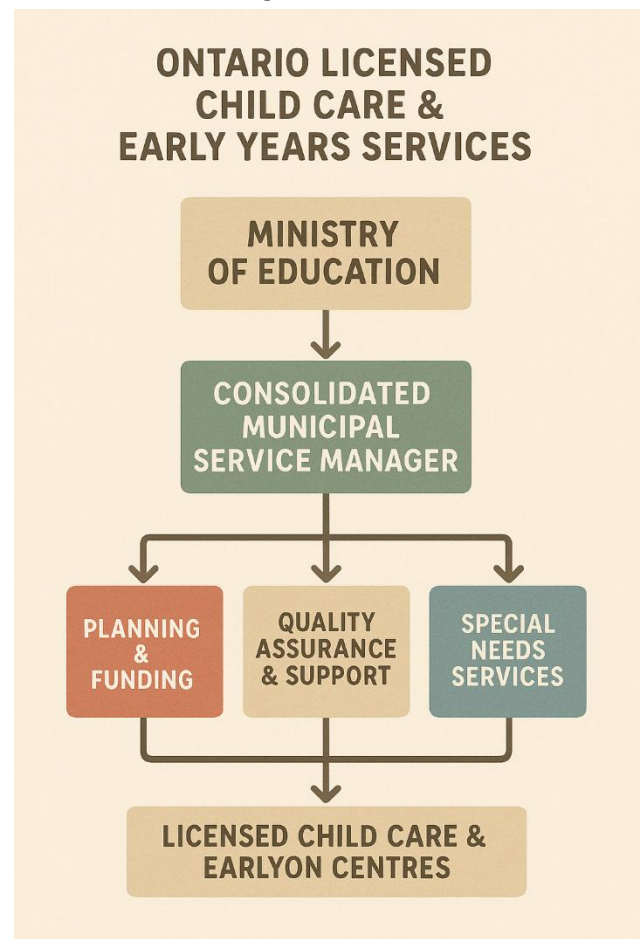 ONTARIO LICENSED
CHILD CARE &
EARLY YEARS SERVICES
MINISTRY
OF EDUCATION
CONSOLIDATED
MUNICIPAL
SERVICE MANAGER
PLANNING
&
FUNDING
QUALITY
ASSURANCE
& SUPPORT
SPECIAL
NEEDS
SERVICES
LICENSED CHILD CARE &
EARLYON CENTRES